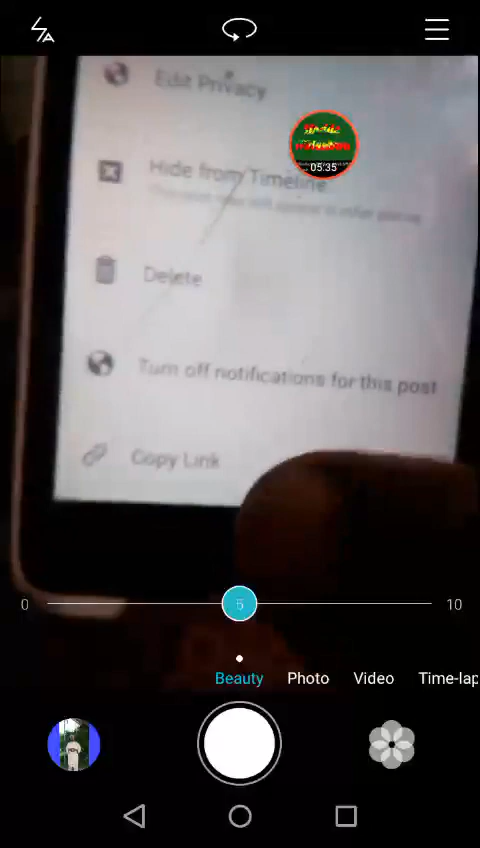 Edit Privacy
05:35
Hide from Timeline
Delete
Turn off notifications for this post
Copy Link
0
5
10
Beauty
Photo
Video
Time-lap